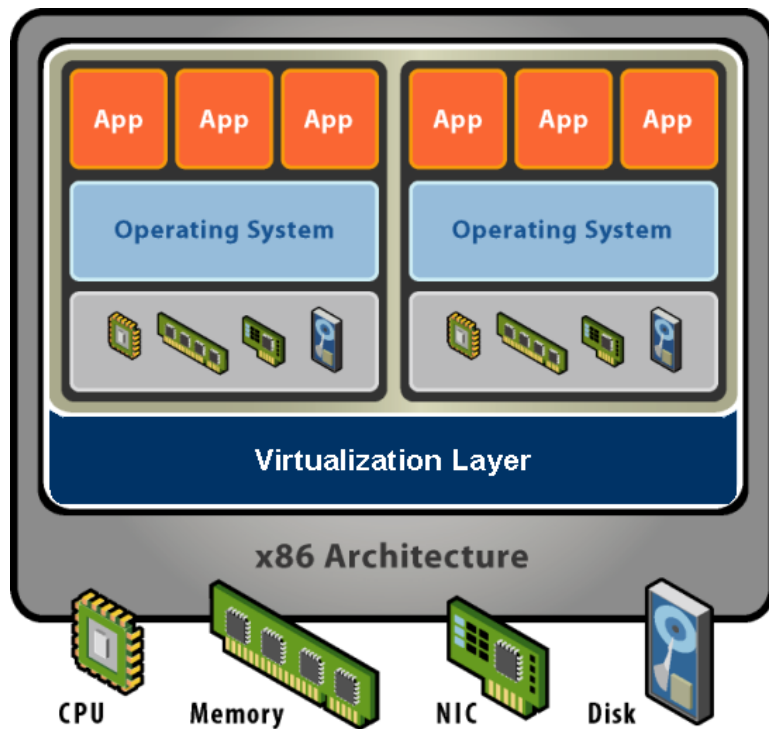 App App App App App App
Operating System Operating System
Virtualization Layer
x86 Architecture
CPU Memory NIC Disk